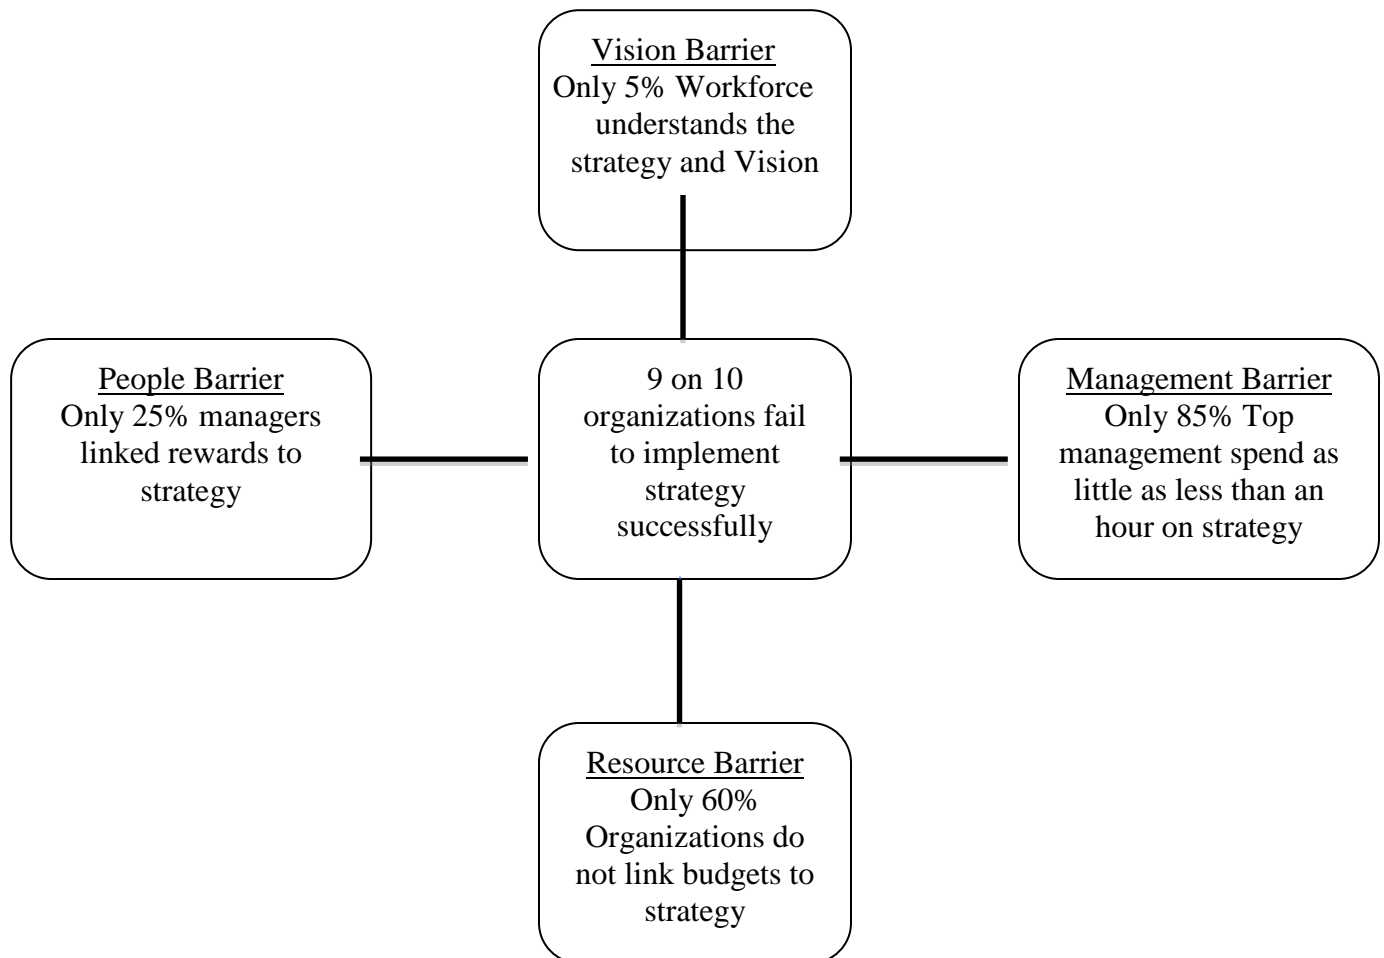 Vision Barrier
Only 5% Workforce
understands the
strategy and Vision
People Barrier
Only 25% managers
linked rewards to
strategy
9 on 10
organizations fail
to implement
strategy
successfully
Management Barrier
Only 85% Top
management spend as
little as less than an
hour on strategy
Resource Barrier
Only 60%
Organizations do
not link budgets to
strategy